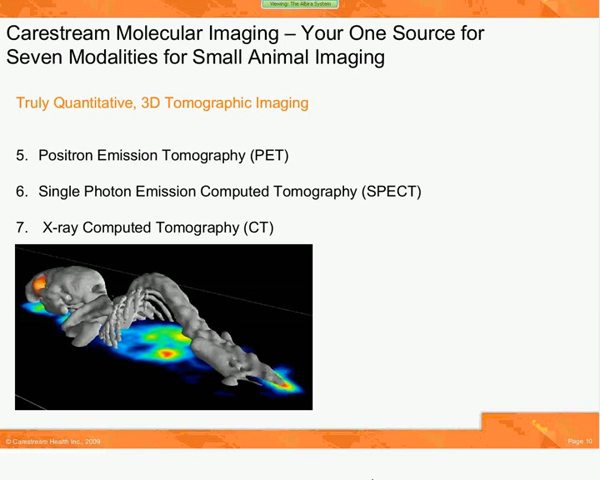 Viewing: The Albira System
Carestream Molecular Imaging – Your One Source for
Seven Modalities for Small Animal Imaging
Truly Quantitative, 3D Tomographic Imaging
5. Positron Emission Tomography (PET)
6. Single Photon Emission Computed Tomography (SPECT)
7. X-ray Computed Tomography (CT)
© Carestream Health Inc., 2009
Page 10